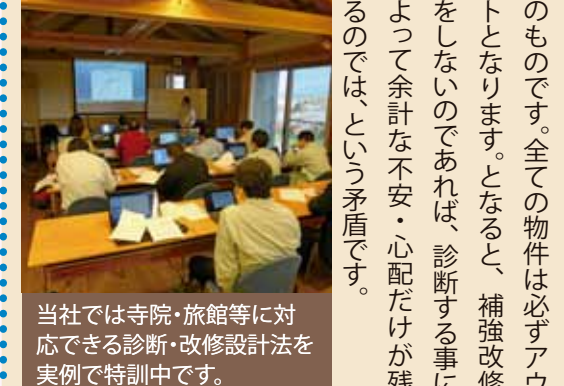 のものです。全ての物件は必ずアウ
トとなります。となると、補強改修
をしないのであれば、診断する事に
よって余計な不安・心配だけが残
るのでは、という矛盾です。
当社では寺院・旅館等に対
応できる診断・改修設計法を
実例で特訓中です。